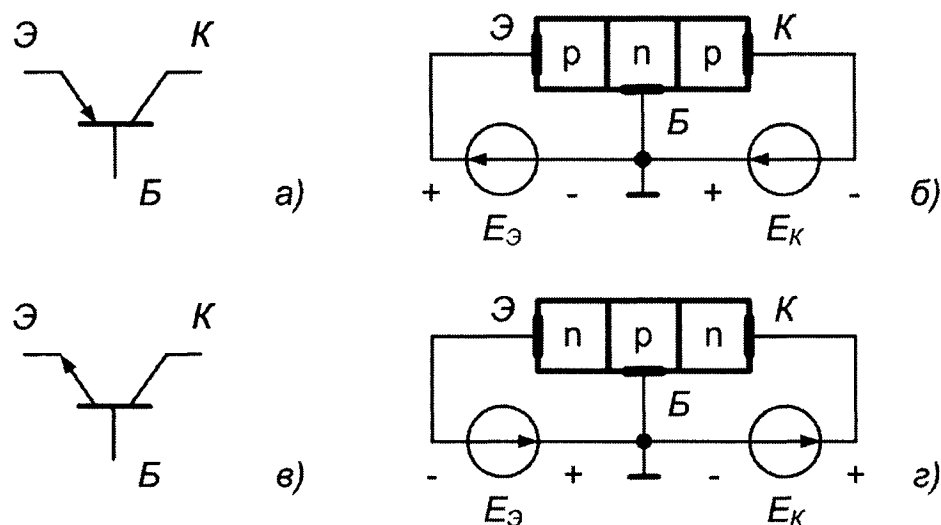 Э К Э К
p n p
Б
Б а) + - + - б)
EЭ EК
Э К Э К
n p n
Б
Б в) - + - + г)
EЭ EК